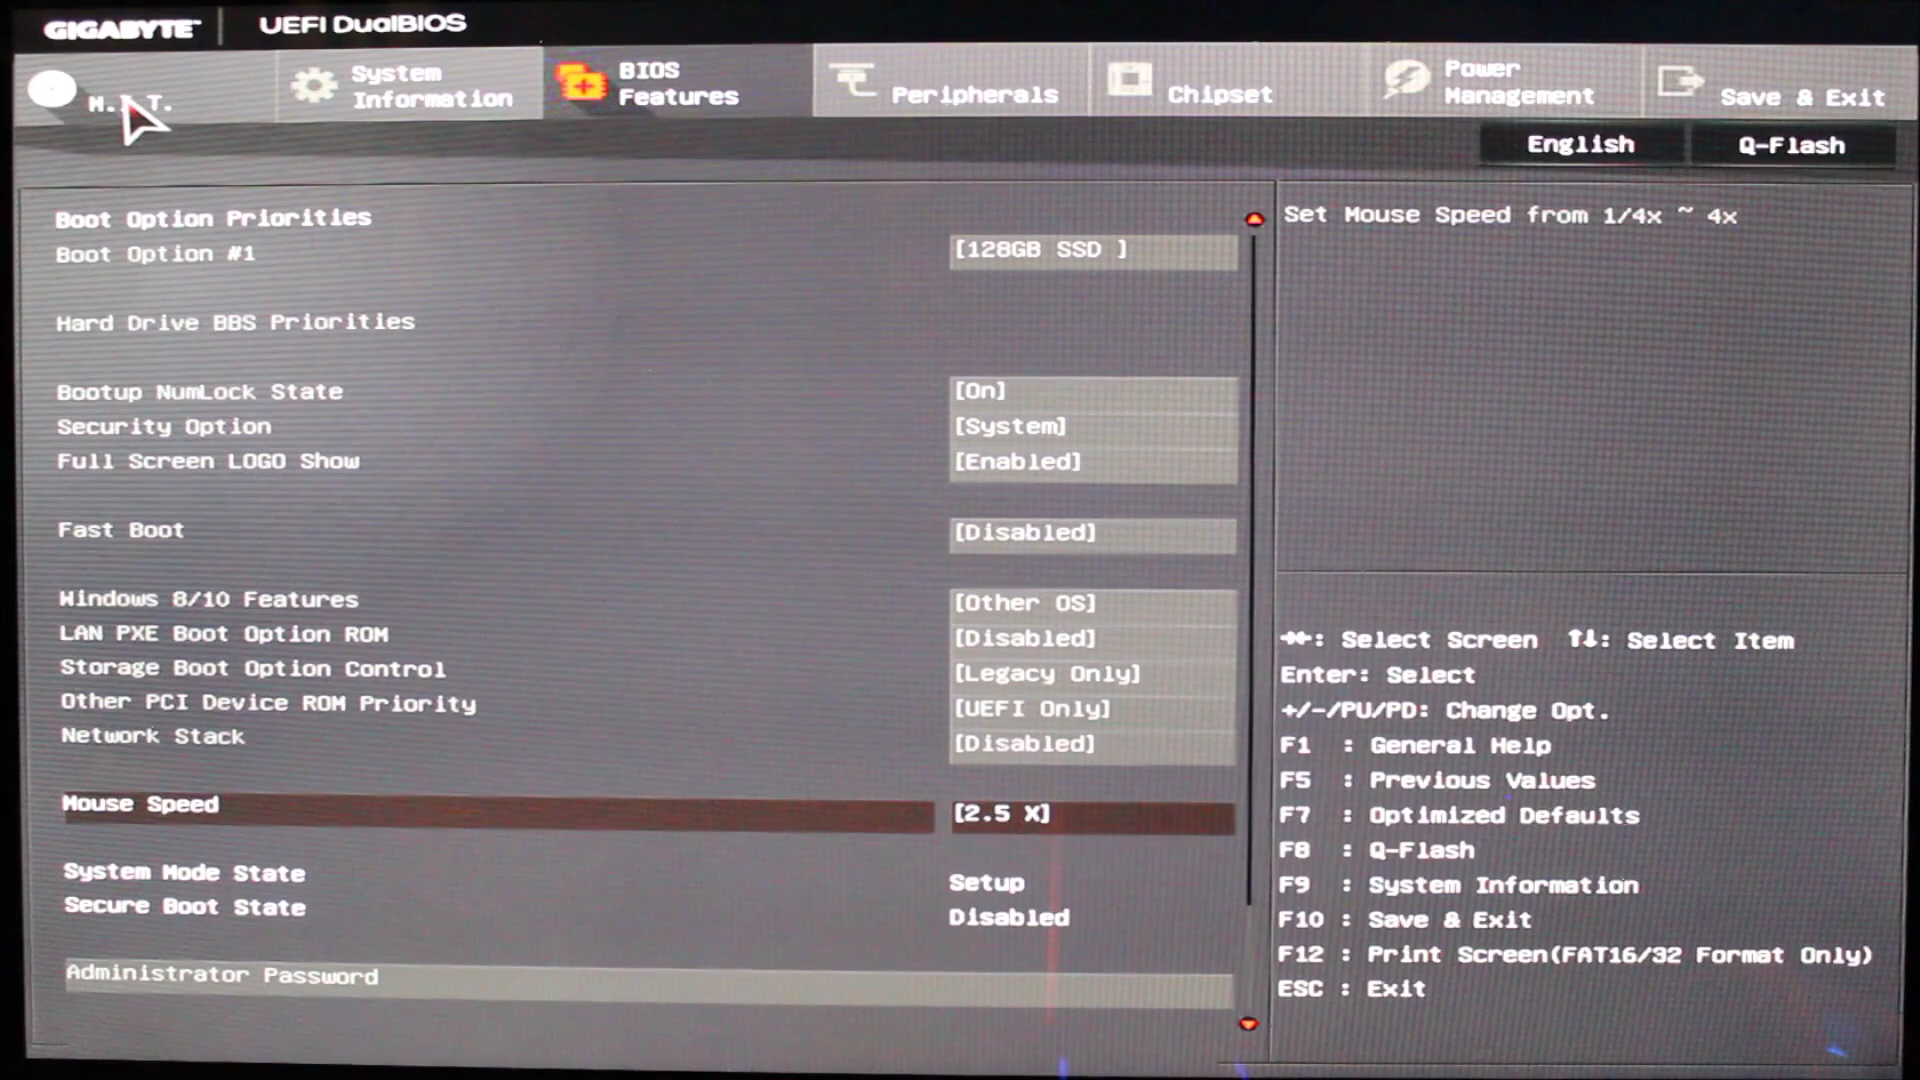 GIGABYTE™ UEFI DualBIOS
M.I.T.
System Information
BIOS Features
Peripherals
Chipset
Power Management
Save & Exit
English
Q-Flash
Boot Option Priorities
Boot Option #1 [128GB SSD ]
Hard Drive BBS Priorities
Bootup NumLock State [On]
Security Option [System]
Full Screen LOGO Show [Enabled]
Fast Boot [Disabled]
Windows 8/10 Features [Other OS]
LAN PXE Boot Option ROM [Disabled]
Storage Boot Option Control [Legacy Only]
Other PCI Device ROM Priority [UEFI Only]
Network Stack [Disabled]
Mouse Speed [2.5 X]
System Mode State Setup
Secure Boot State Disabled
Administrator Password
Set Mouse Speed from 1/4x ~ 4x
→←: Select Screen ↑↓: Select Item
Enter: Select
+/-/PU/PD: Change Opt.
F1 : General Help
F5 : Previous Values
F7 : Optimized Defaults
F8 : Q-Flash
F9 : System Information
F10 : Save & Exit
F12 : Print Screen(FAT16/32 Format Only)
ESC : Exit